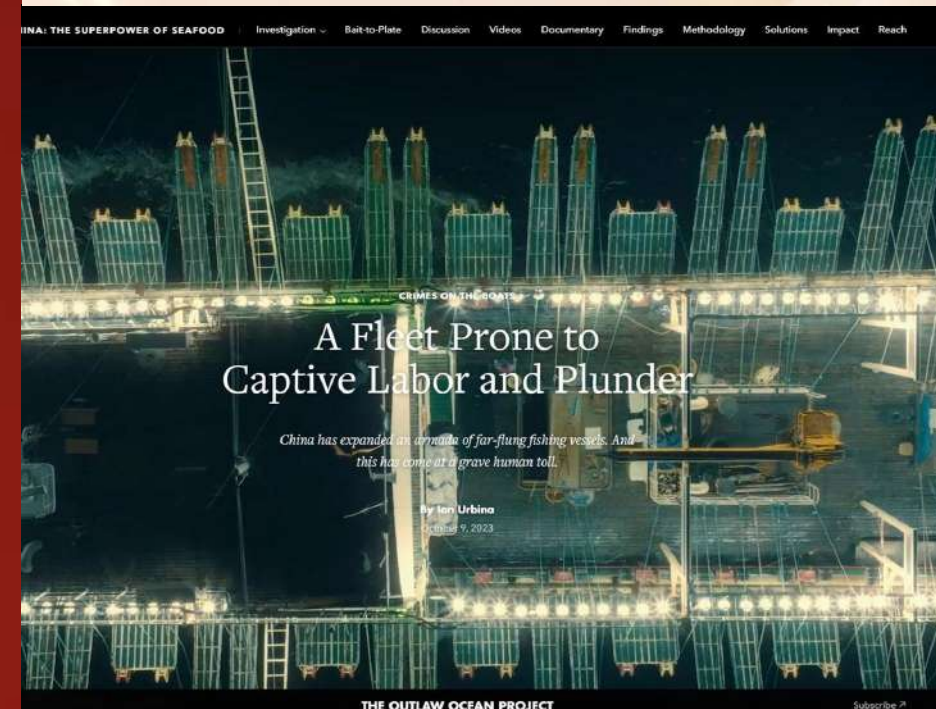 INA: THE SUPERPOWER OF SEAFOOD
Investigation
Bait-to-Plate
Discussion
Videos
Documentary
Findings
Methodology
Solutions
Impact
Reach
CRIMES ON THE BOATS
A Fleet Prone to
Captive Labor and Plunder
China has expanded an armada of far-flung fishing vessels. And
this has come at a grave human toll.
By Ian Urbina
October 9, 2023
THE OUTLAW OCEAN PROJECT
Subscribe ↗